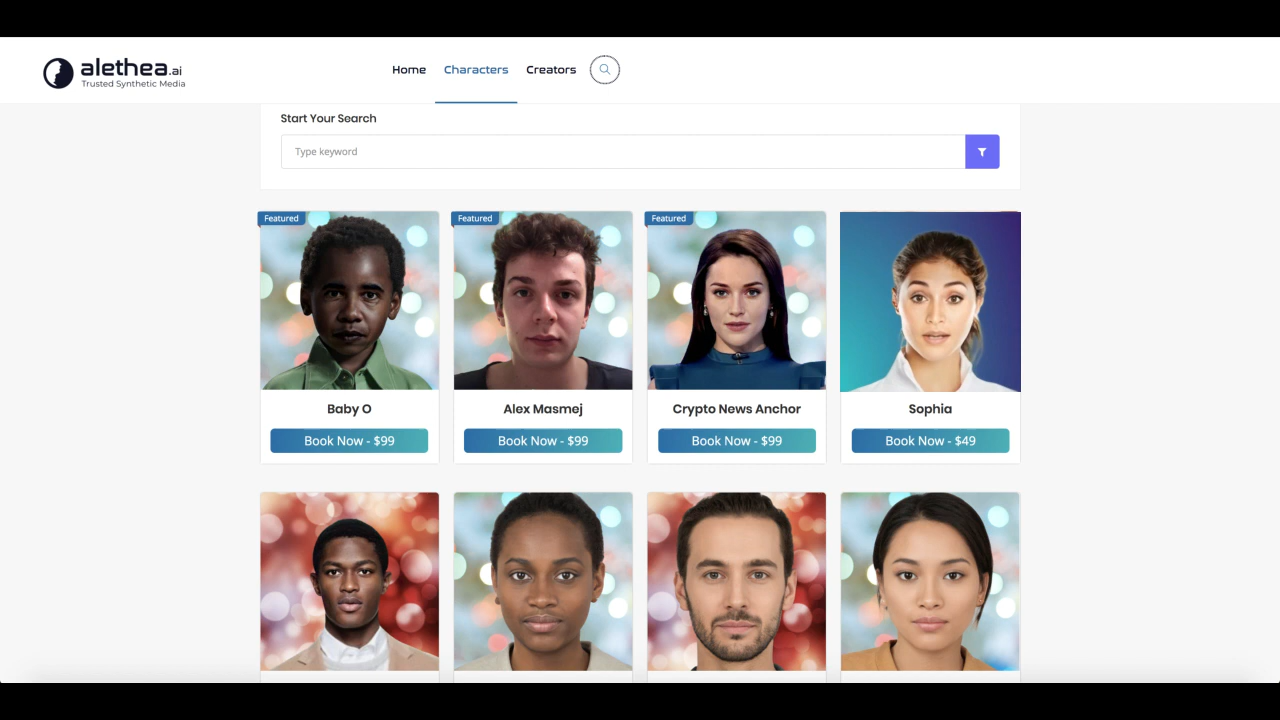 alethea.ai
Trusted Synthetic Media
Home Characters Creators
Start Your Search
Type keyword
Featured
Featured
Featured
Baby O
Alex Masmej
Crypto News Anchor
Sophia
Book Now - $99
Book Now - $99
Book Now - $99
Book Now - $49